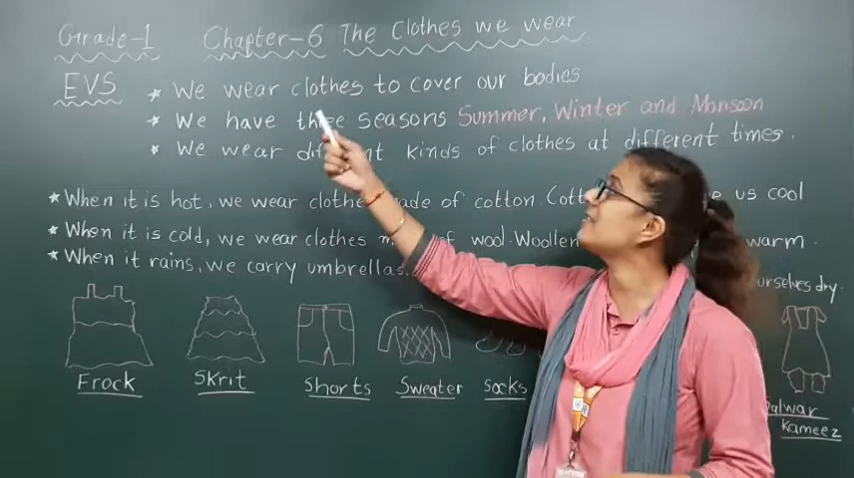 Grade-1 Chapter-6 The Clothes we wear
EVS
* We wear clothes to cover our bodies
* We have three seasons Summer, Winter and Monsoon
* We wear different kinds of clothes at different times.
* When it is hot, we wear clothes made of cotton us cool
* When it is cold, we wear clothes of wool. Woollen warm.
* When it rains, we carry umbrellas ourselves dry.
Frock
Skrit
Shorts
Sweater
Socks
Salwar
Kameez